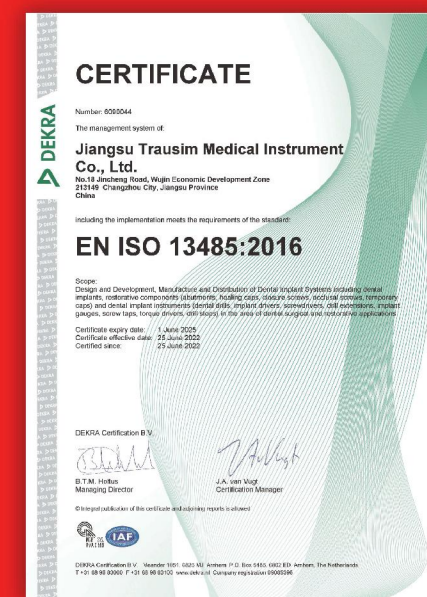 CERTIFICATE
Number: 6090044
The management system of:
Jiangsu Trausim Medical Instrument
Co., Ltd.
No.18 Jincheng Road, Wujin Economic Development Zone
213149 Changzhou City, Jiangsu Province
China
including the implementation meets the requirements of the standard:
EN ISO 13485:2016
Scope:
Design and Development, Manufacture and Distribution of Dental Implant Systems including dental
implants, restorative components (abutments, healing caps, closure screws, occlusal screws, temporary
caps) and dental implant instruments (dental drills, implant drivers, screwdrivers, drill extensions, implant
gauges, screw taps, torque drivers, drill stops) in the area of dental surgical and restorative applications
Certificate expiry date: 1 June 2025
Certificate effective date: 25 June 2022
Certified since: 25 June 2022
DEKRA
DEKRA Certification B.V.
B.T.M. Holtus
Managing Director
J.A. van Vugt
Certification Manager
© Integral publication of this certificate and adjoining reports is allowed
IAF
DEKRA Certification B.V. Meander 1051, 6825 MJ Arnhem P.O. Box 5185, 6802 ED Arnhem, The Netherlands
T +31 88 96 83000 F +31 88 96 83100 www.dekra.nl Company registration 09085396